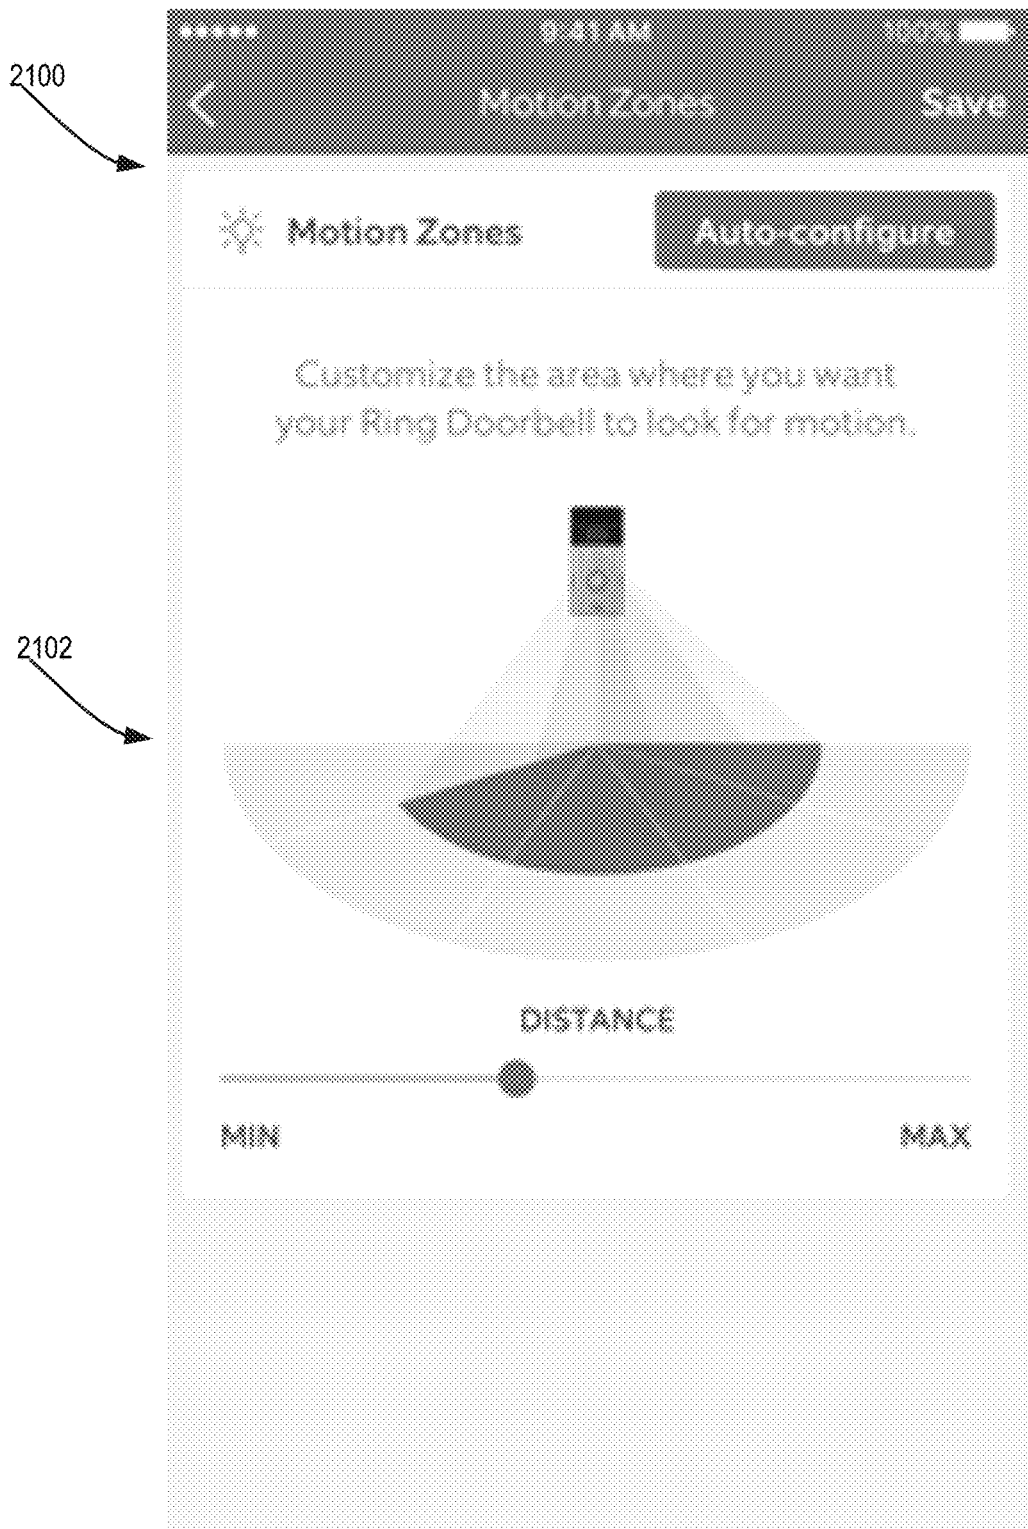 9:41 AM 100%
2100
Motion Zones Save
Motion Zones Auto-configure
Customize the area where you want
your Ring Doorbell to look for motion.
2102
DISTANCE
MIN MAX